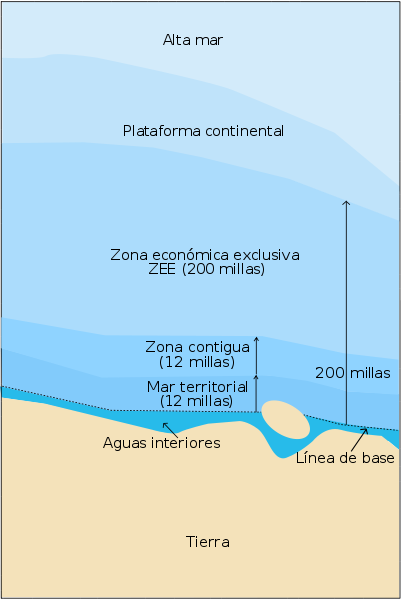 Alta mar
Plataforma continental
Zona económica exclusiva
ZEE (200 millas)
Zona contigua
(12 millas)
200 millas
Mar territorial
(12 millas)
Aguas interiores
Línea de base
Tierra